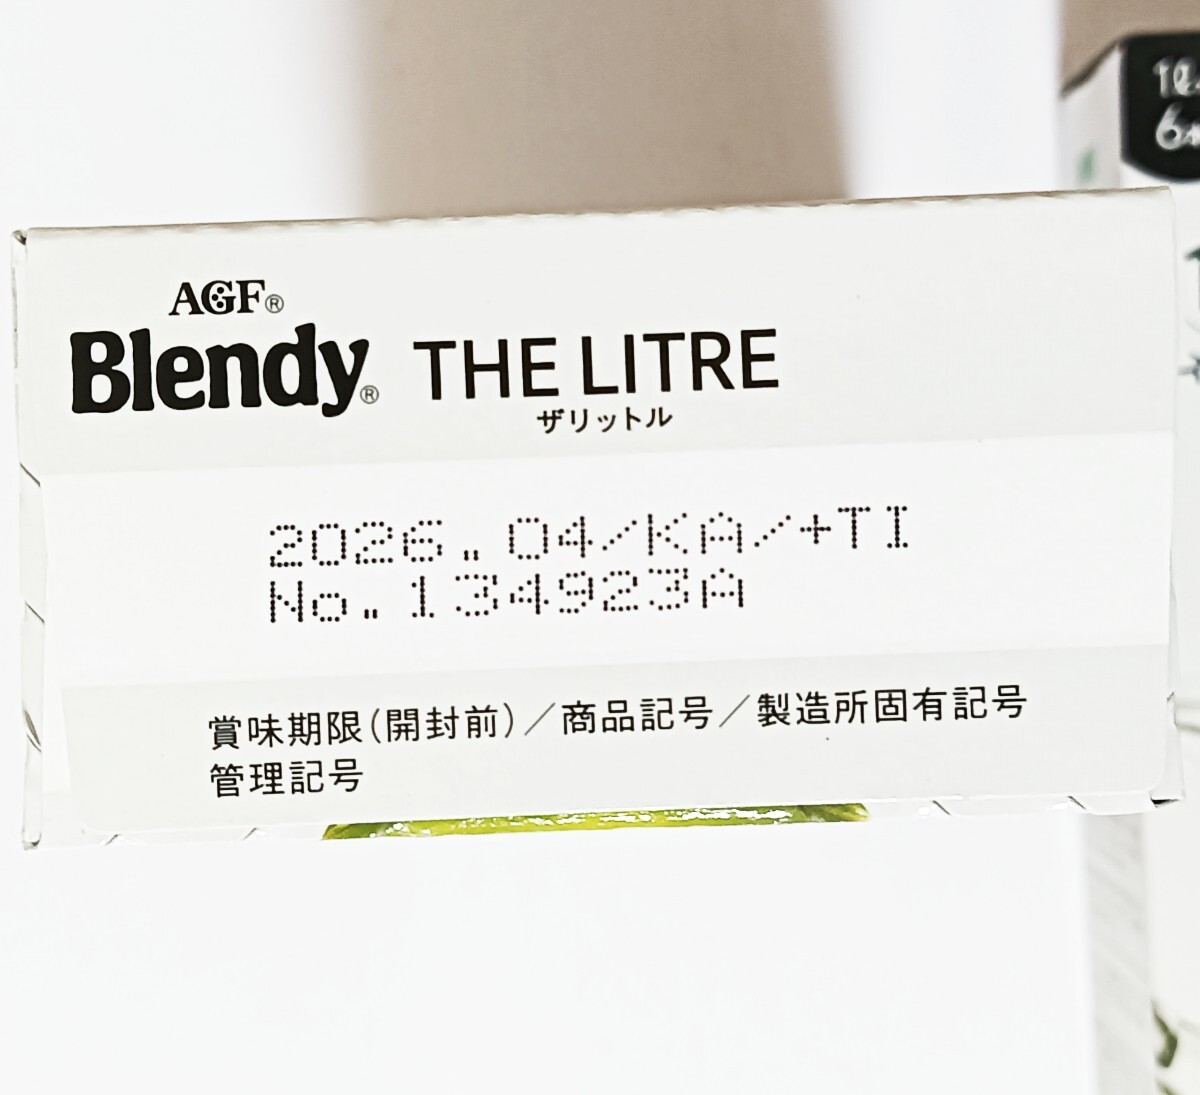 AGF®
Blendy® THE LITRE
ザリットル
2026.04/KA/+TI
No.134923A
賞味期限(開封前)/商品記号/製造所固有記号
管理記号